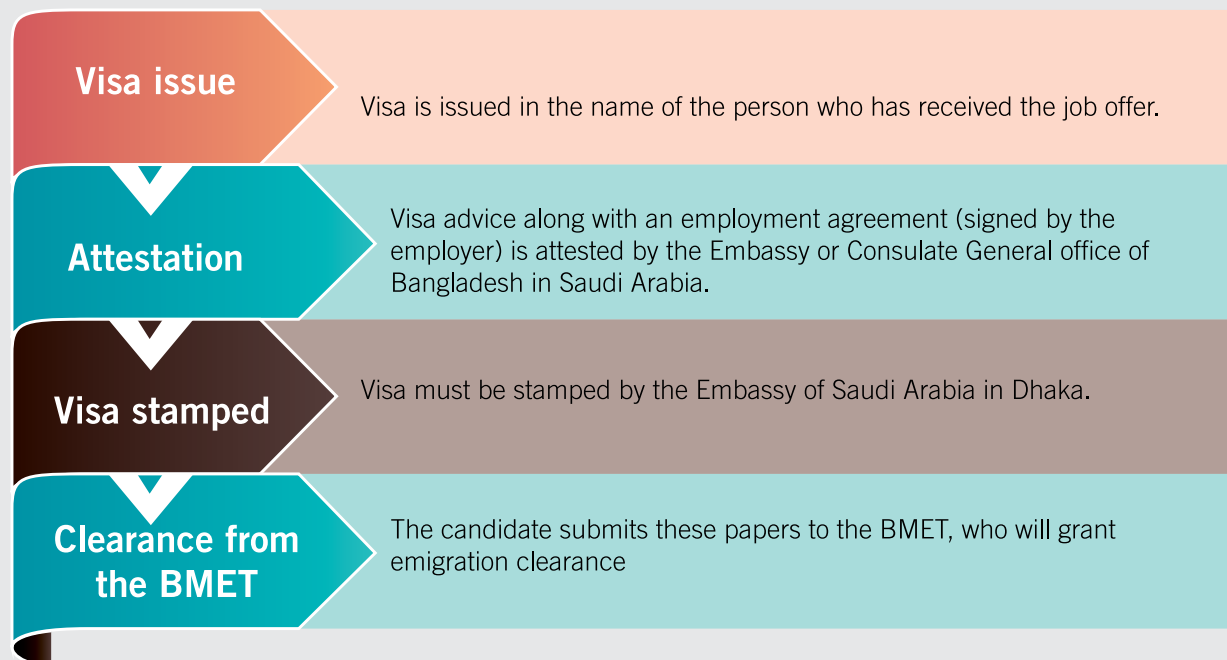 Visa issue
Visa is issued in the name of the person who has received the job offer.
Attestation
Visa advice along with an employment agreement (signed by the
employer) is attested by the Embassy or Consulate General office of
Bangladesh in Saudi Arabia.
Visa stamped
Visa must be stamped by the Embassy of Saudi Arabia in Dhaka.
Clearance from
the BMET
The candidate submits these papers to the BMET, who will grant
emigration clearance